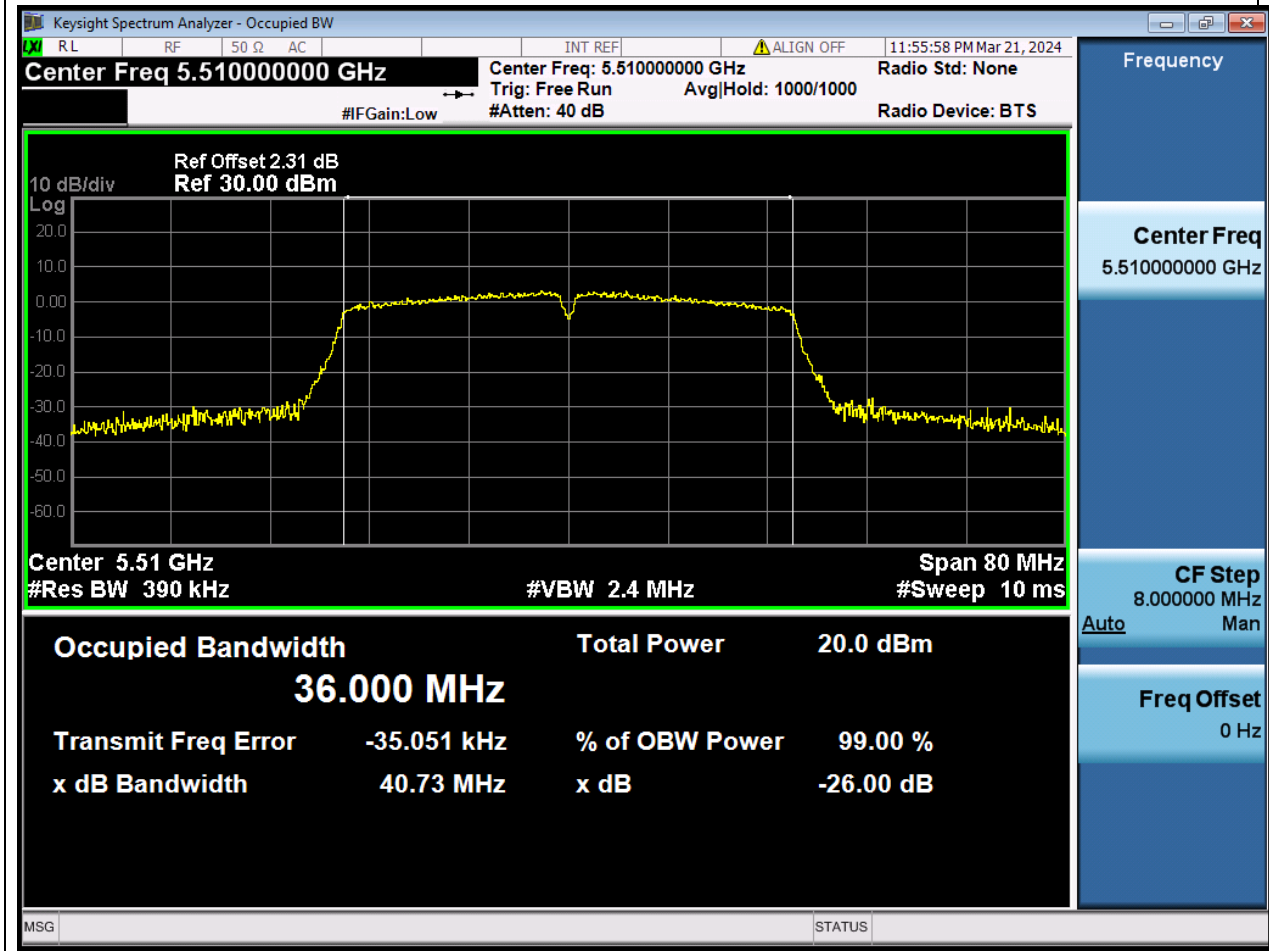 Keysight Spectrum Analyzer - Occupied BW
LXI RL RF 50 Ω AC INT REF ALIGN OFF 11:55:58 PM Mar 21, 2024
Center Freq 5.510000000 GHz Center Freq: 5.510000000 GHz Radio Std: None
Trig: Free Run Avg|Hold: 1000/1000
#IFGain:Low #Atten: 40 dB Radio Device: BTS
Ref Offset 2.31 dB
10 dB/div Ref 30.00 dBm
Log
20.0
10.0
0.00
-10.0
-20.0
-30.0
-40.0
-50.0
-60.0
Center 5.51 GHz Span 80 MHz
#Res BW 390 kHz #VBW 2.4 MHz #Sweep 10 ms
Occupied Bandwidth Total Power 20.0 dBm
36.000 MHz
Transmit Freq Error -35.051 kHz % of OBW Power 99.00 %
x dB Bandwidth 40.73 MHz x dB -26.00 dB
MSG STATUS
Frequency
Center Freq
5.510000000 GHz
CF Step
8.000000 MHz
Auto Man
Freq Offset
0 Hz